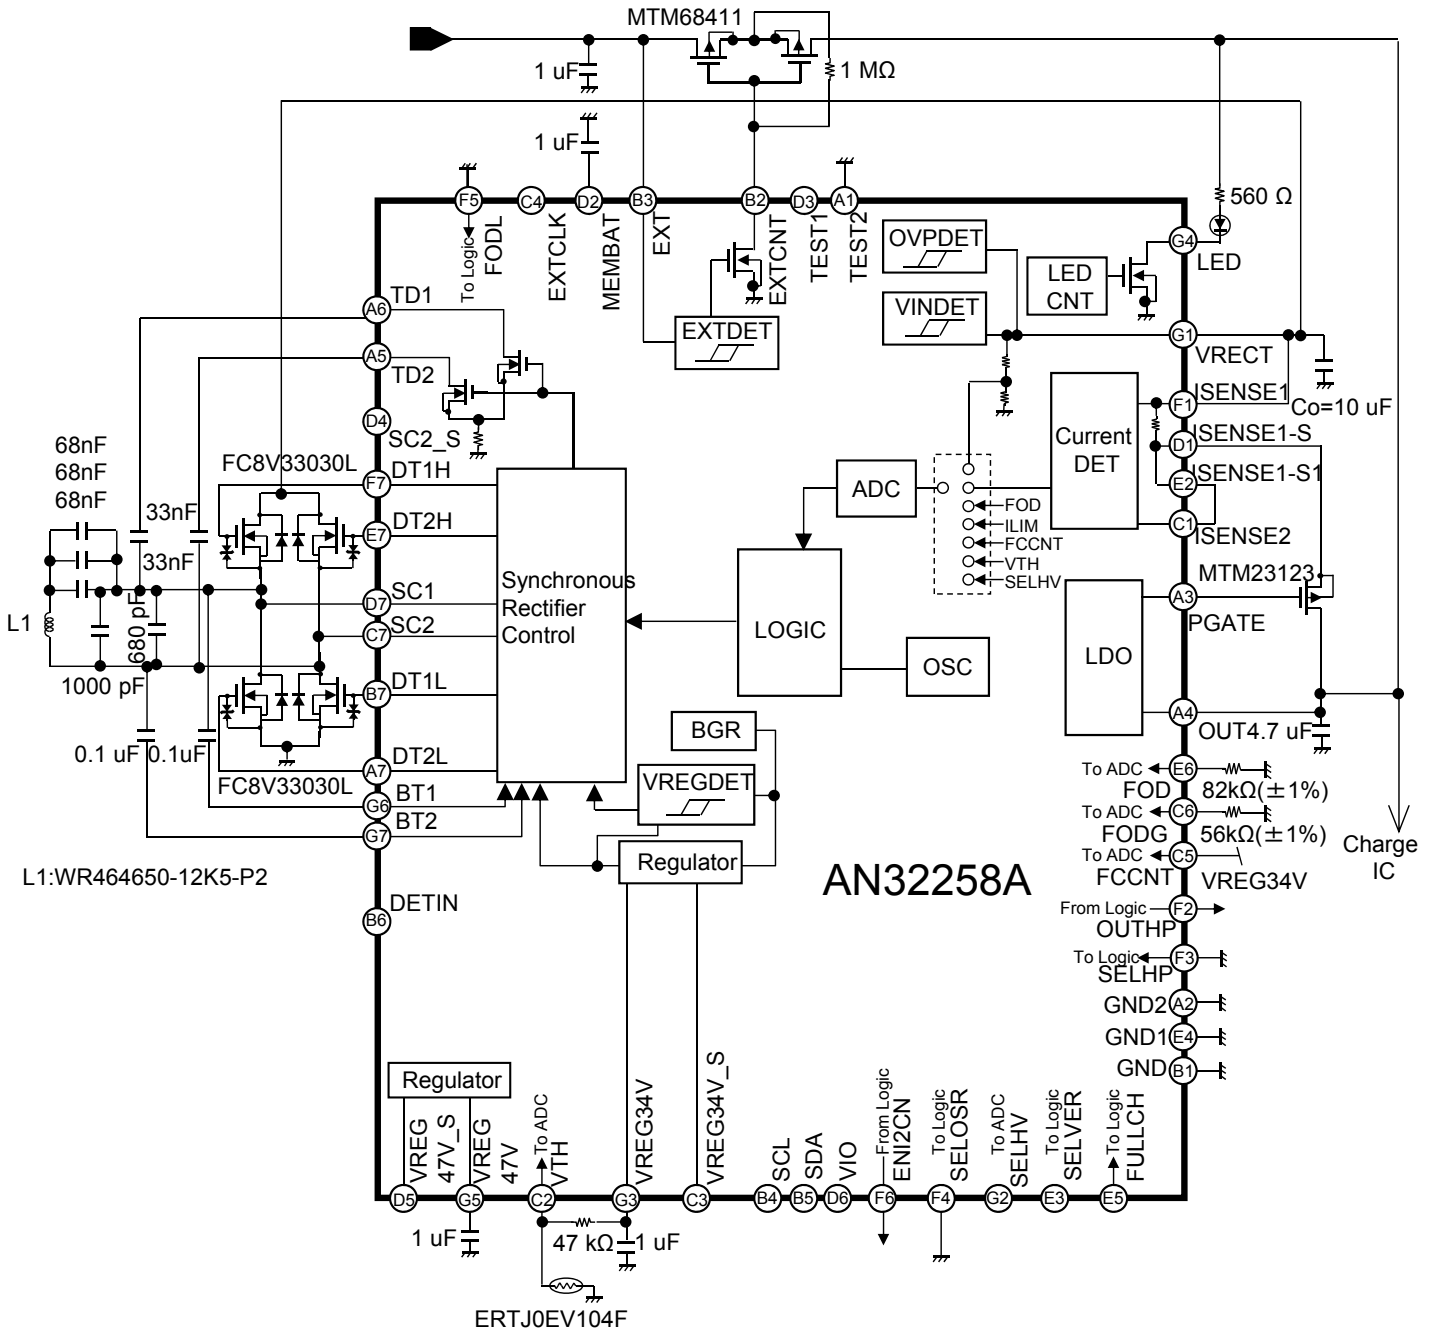 MTM68411
1 uF
1 MΩ
1 uF
F5
C4
D2
B3
B2
D3
A1
To Logic
FODL
EXTCLK
MEMBAT
EXT
EXTCNT
TEST1
TEST2
560 Ω
G4
LED
OVPDET
LED
CNT
VINDET
EXTDET
G1
VRECT
Co=10 uF
TD1
A6
A5
TD2
D4
SC2_S
F1
ISENSE1
D1
ISENSE1-S
E2
ISENSE1-S1
C1
ISENSE2
Current
DET
68nF
68nF
68nF
FC8V33030L
DT1H
F7
33nF
DT2H
E7
33nF
ADC
FOD
ILIM
FCCNT
VTH
SELHV
Synchronous
Rectifier
Control
SC1
D7
SC2
C7
L1
680 pF
1000 pF
LOGIC
OSC
LDO
MTM23123
A3
PGATE
DT1L
B7
A4
OUT
4.7 uF
0.1 uF
0.1uF
BGR
DT2L
A7
FC8V33030L
VREGDET
BT1
G6
BT2
G7
Regulator
To ADC
E6
FOD
82kΩ(±1%)
To ADC
C6
FODG
56kΩ(±1%)
To ADC
C5
FCCNT
VREG34V
Charge
IC
AN32258A
L1:WR464650-12K5-P2
DETIN
B6
From Logic
F2
OUTHP
To Logic
F3
SELHP
GND2
A2
GND1
E4
GND
B1
Regulator
VREG
47V_S
VREG
47V
To ADC
VTH
VREG34V
VREG34V_S
SCL
SDA
VIO
From Logic
ENI2CN
To Logic
SELOSR
To ADC
SELHV
To Logic
SELVER
To Logic
FULLCH
D5
G5
C2
G3
C3
B4
B5
D6
F6
F4
G2
E3
E5
1 uF
47 kΩ
1 uF
ERTJ0EV104F